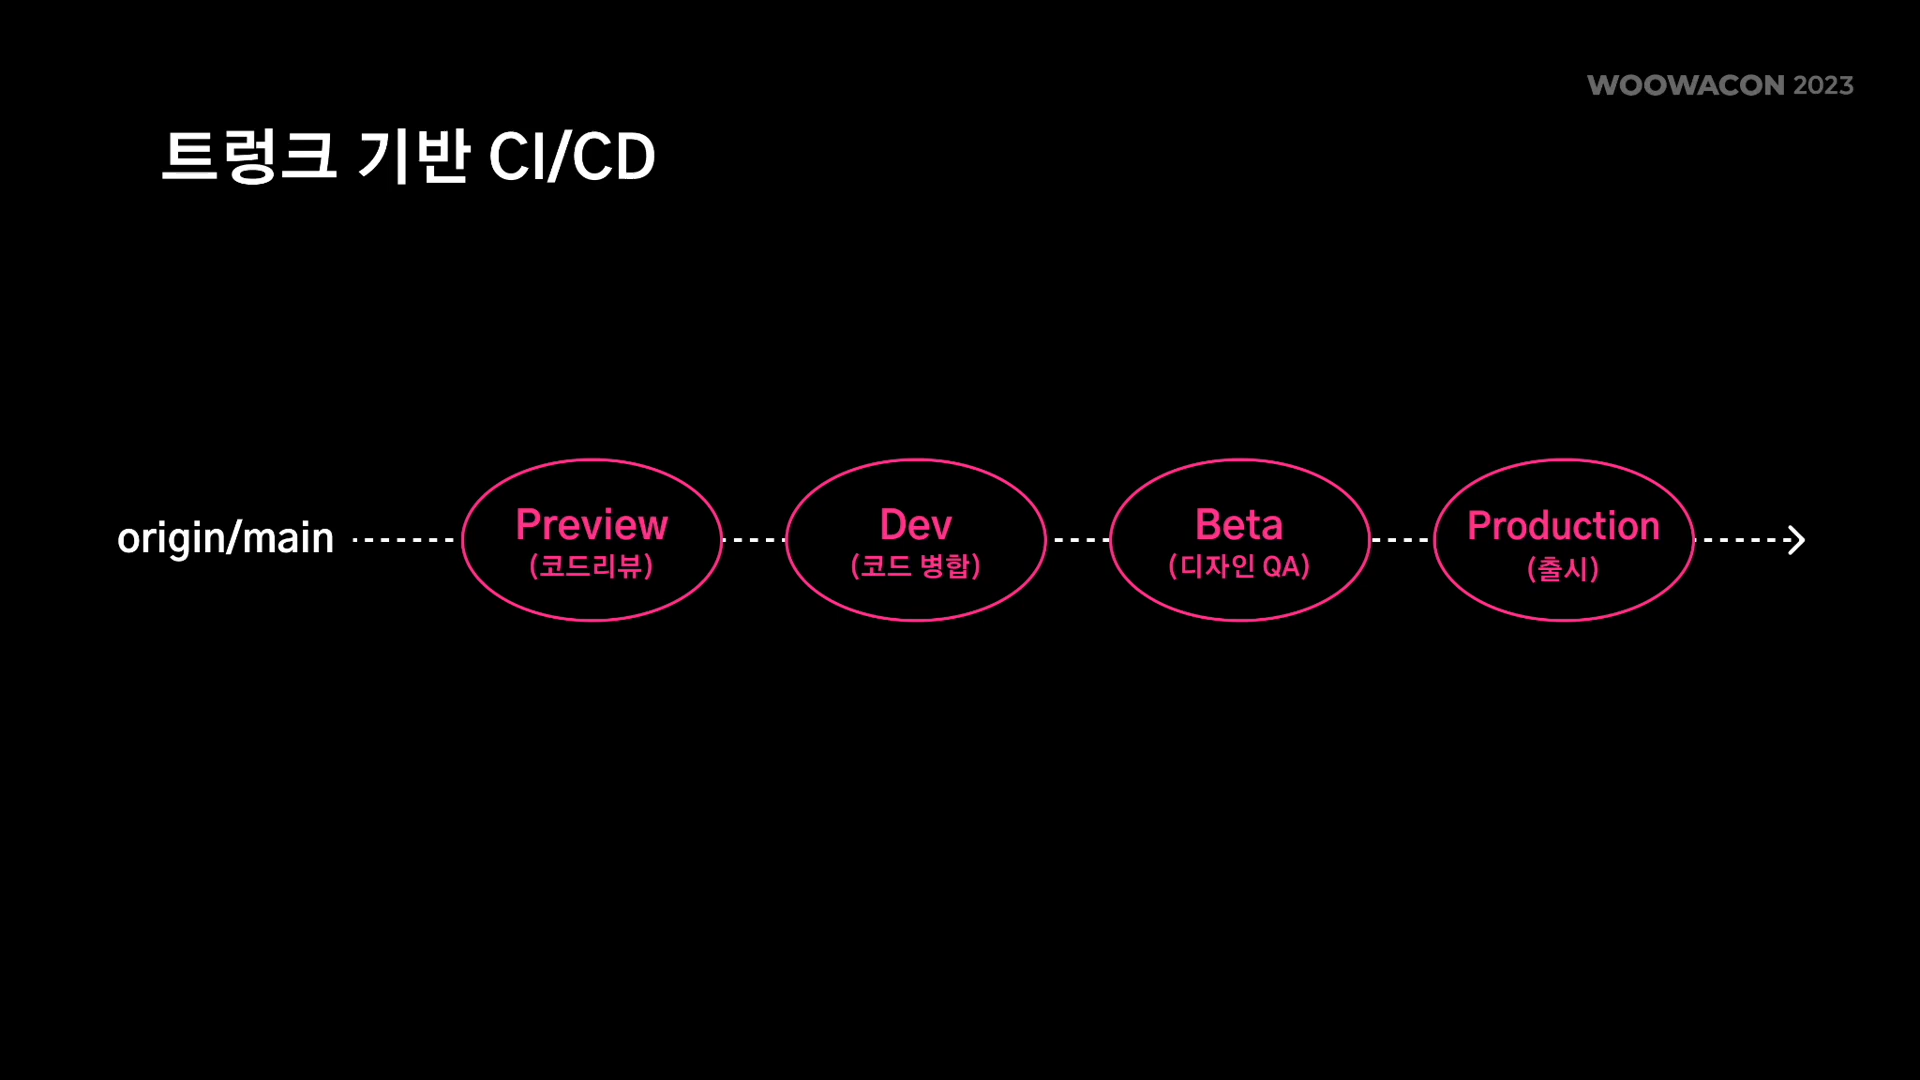 WOOWACON 2023
트렁크 기반 CI/CD
origin/main
Preview
(코드리뷰)
Dev
(코드 병합)
Beta
(디자인 QA)
Production
(출시)